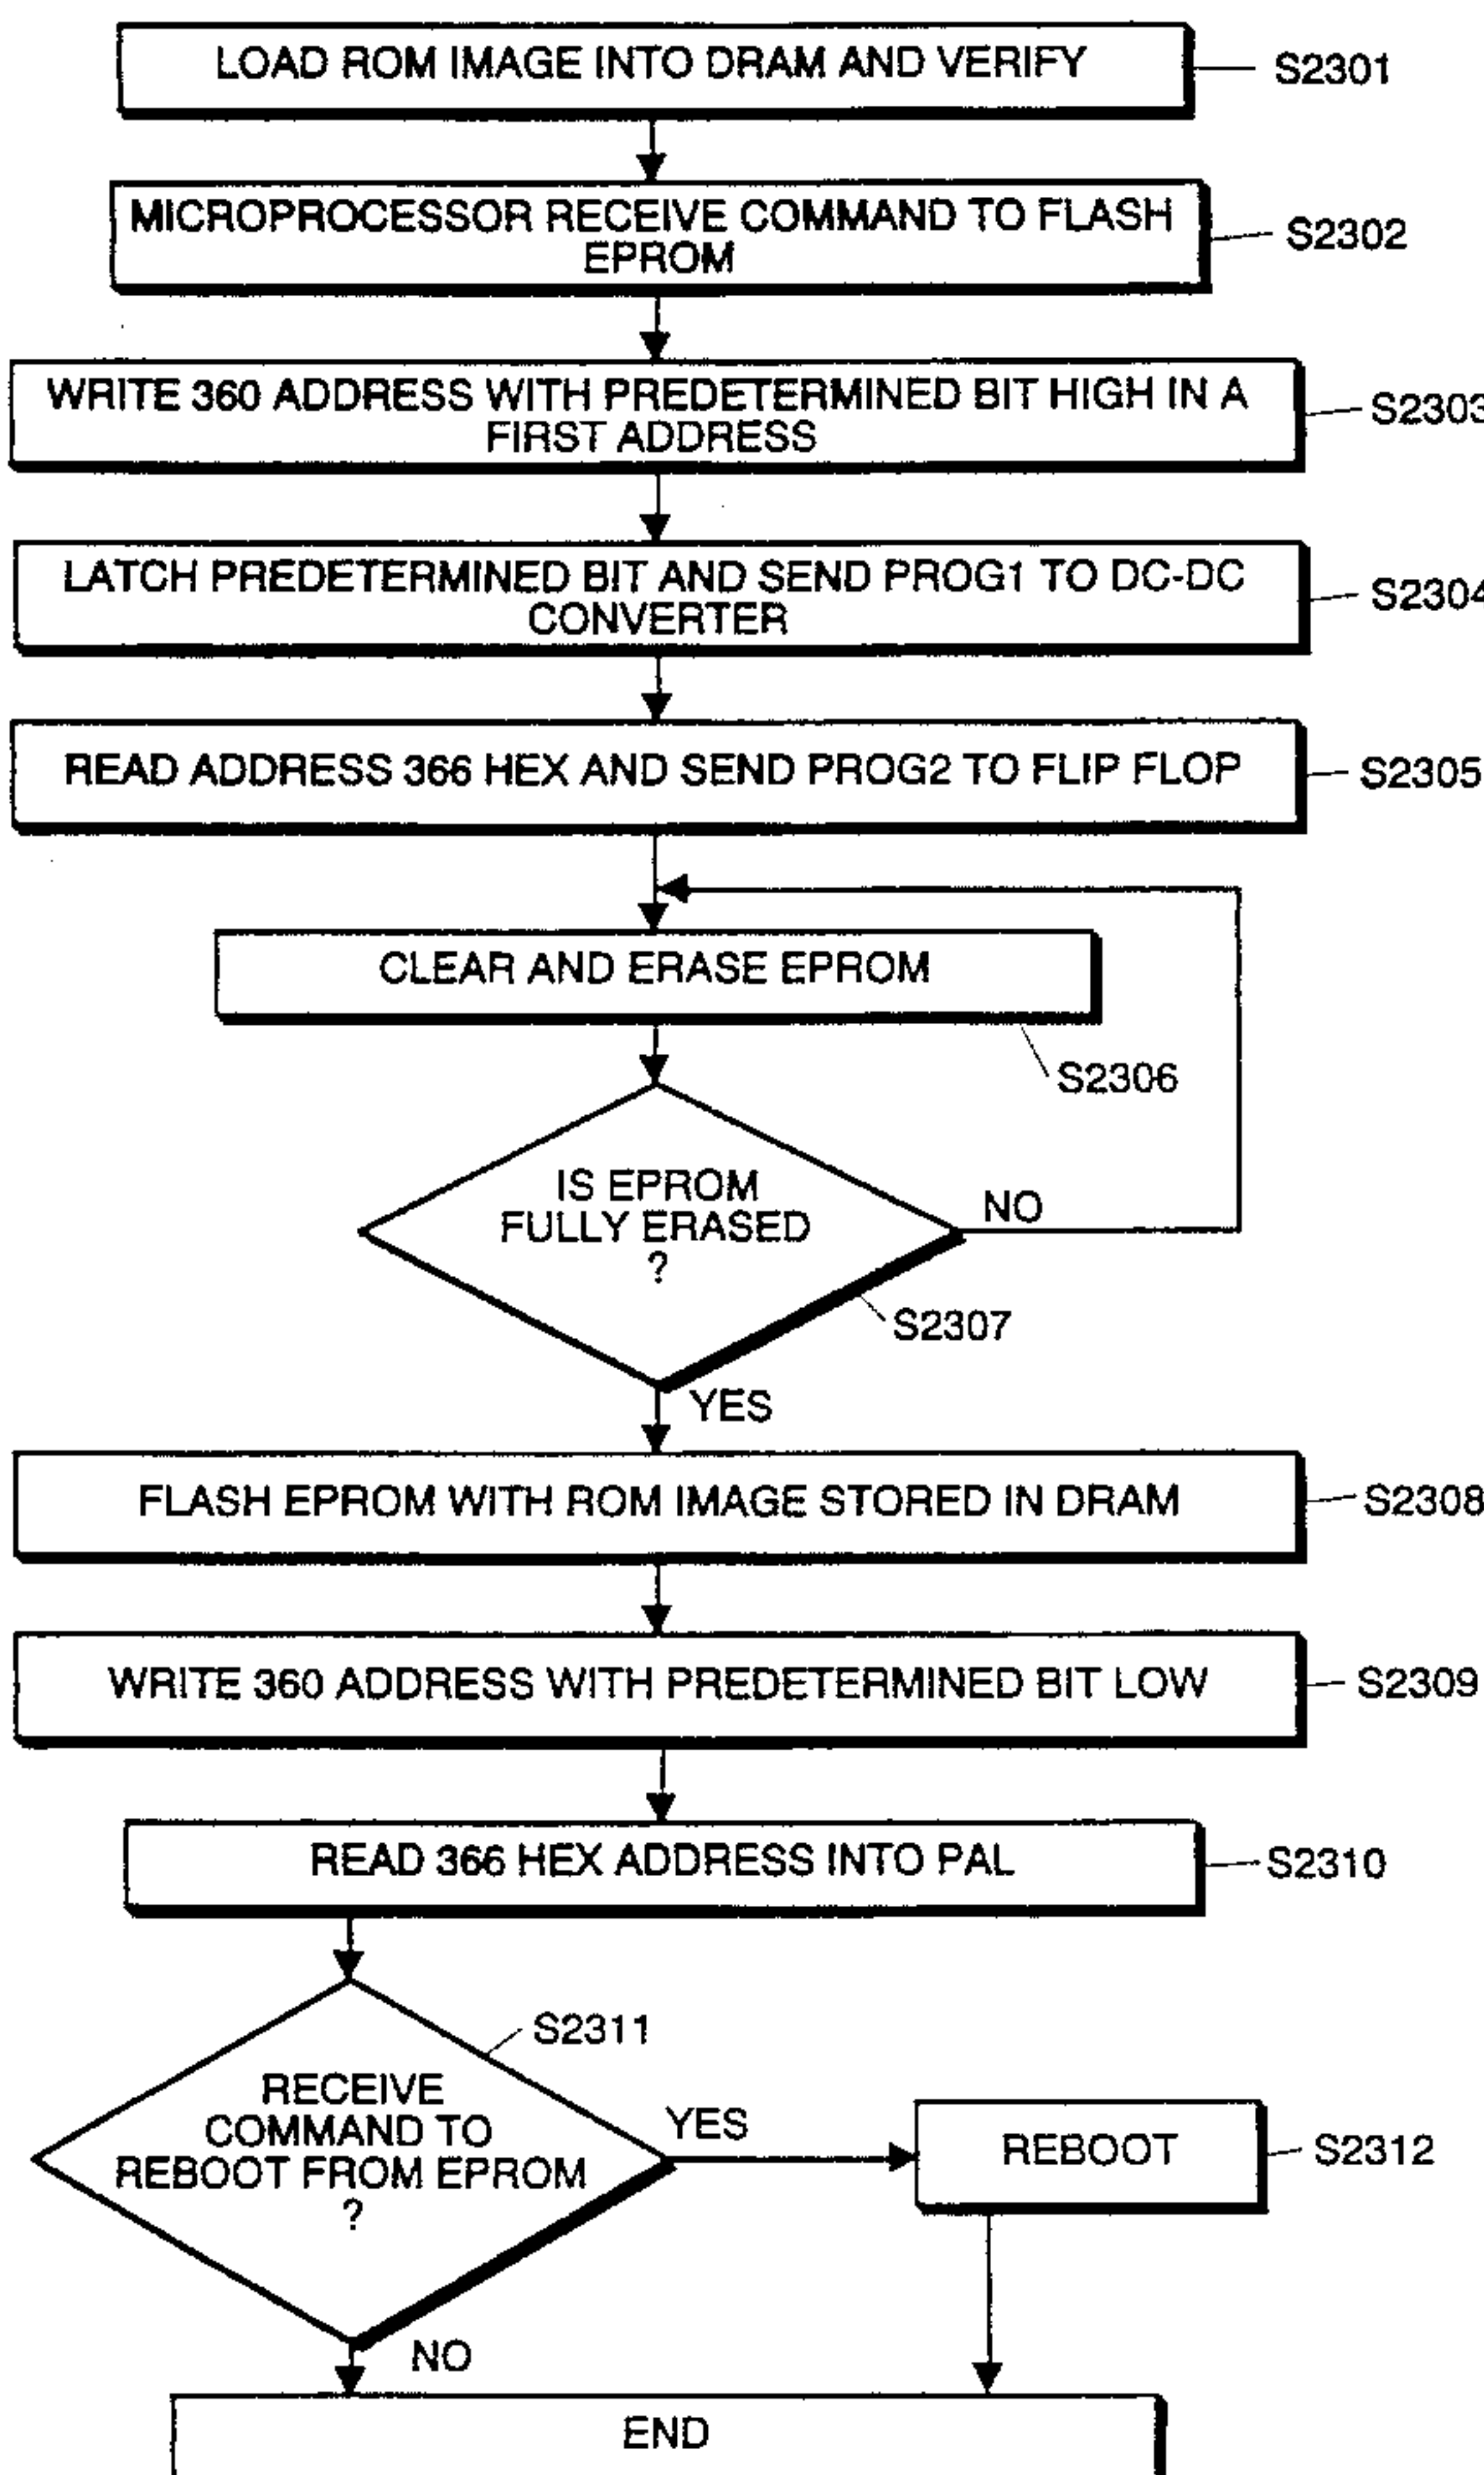 LOAD ROM IMAGE INTO DRAM AND VERIFY
S2301
MICROPROCESSOR RECEIVE COMMAND TO FLASH
EPROM
S2302
WRITE 360 ADDRESS WITH PREDETERMINED BIT HIGH IN A
FIRST ADDRESS
S2303
LATCH PREDETERMINED BIT AND SEND PROG1 TO DC-DC
CONVERTER
S2304
READ ADDRESS 366 HEX AND SEND PROG2 TO FLIP FLOP
S2305
CLEAR AND ERASE EPROM
S2306
IS EPROM
FULLY ERASED
?
NO
S2307
YES
FLASH EPROM WITH ROM IMAGE STORED IN DRAM
S2308
WRITE 360 ADDRESS WITH PREDETERMINED BIT LOW
S2309
READ 366 HEX ADDRESS INTO PAL
S2310
S2311
RECEIVE
COMMAND TO
REBOOT FROM EPROM
?
YES
REBOOT
S2312
NO
END